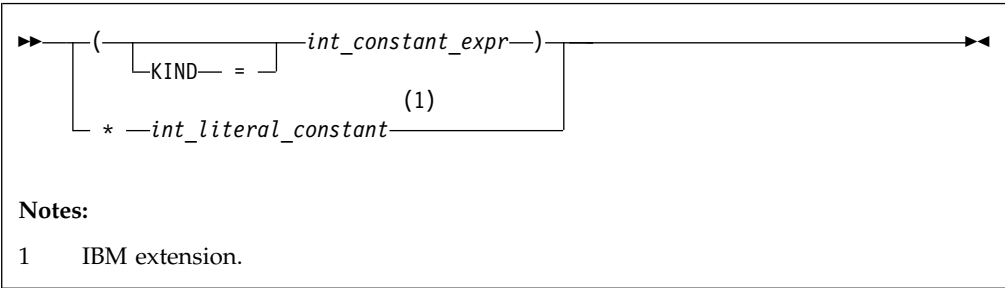 ( int_constant_expr )
KIND =
(1)
* int_literal_constant
Notes:
1 IBM extension.